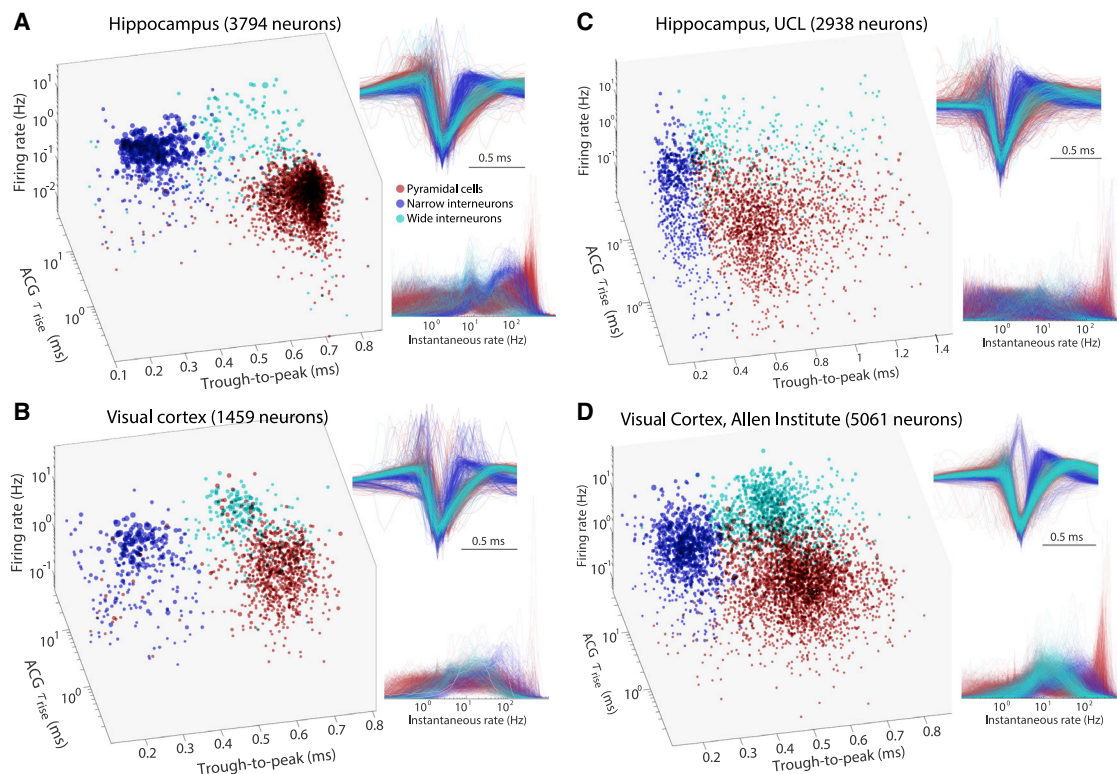 A
Hippocampus (3794 neurons)
Firing rate (Hz)
10¹
10⁰
10⁻¹
10⁻²
10¹
10⁰
ACG τ rise (ms)
0.1 0.2 0.3 0.4 0.5 0.6 0.7 0.8
Trough-to-peak (ms)
0.5 ms
Pyramidal cells
Narrow interneurons
Wide interneurons
10⁰ 10¹ 10²
Instantaneous rate (Hz)
C
Hippocampus, UCL (2938 neurons)
Firing rate (Hz)
10¹
10⁰
10⁻¹
10¹
10⁰
ACG τ rise (ms)
0.2 0.4 0.6 0.8 1 1.2 1.4
Trough-to-peak (ms)
0.5 ms
10⁰ 10¹ 10²
Instantaneous rate (Hz)
B
Visual cortex (1459 neurons)
Firing rate (Hz)
10¹
10⁰
10⁻¹
10¹
10⁰
ACG τ rise (ms)
0.2 0.3 0.4 0.5 0.6 0.7 0.8
Trough-to-peak (ms)
0.5 ms
10⁰ 10¹ 10²
Instantaneous rate (Hz)
D
Visual Cortex, Allen Institute (5061 neurons)
Firing rate (Hz)
10¹
10⁰
10⁻¹
10¹
10⁰
ACG τ rise (ms)
0.2 0.3 0.4 0.5 0.6 0.7 0.8
Trough-to-peak (ms)
0.5 ms
10⁰ 10¹ 10²
Instantaneous rate (Hz)